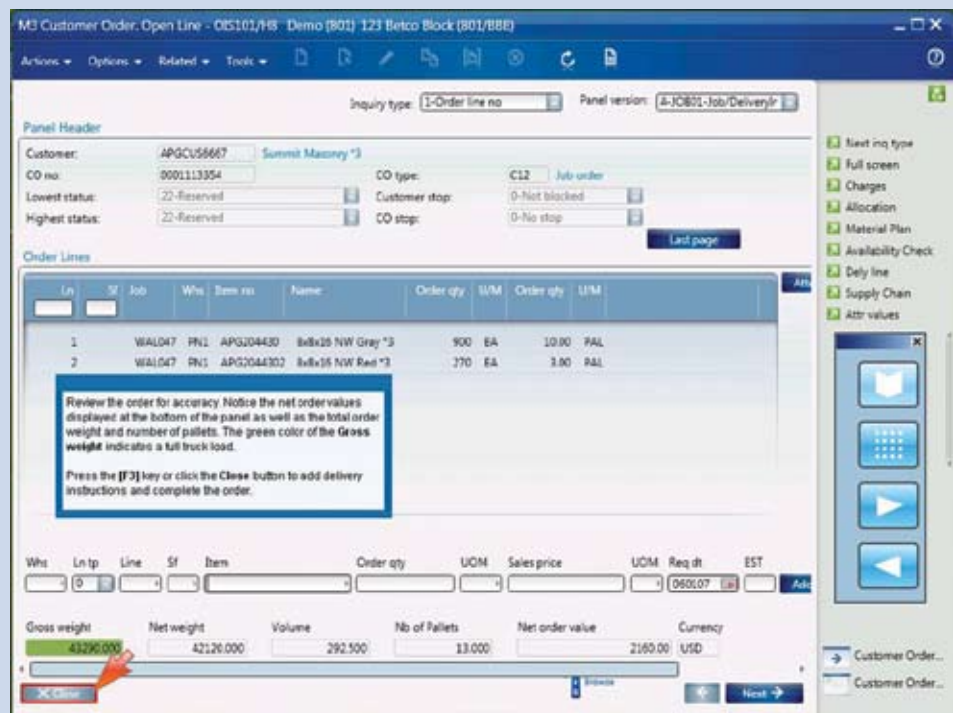 M3 Customer Order. Open Line - OIS101/H8 Demo (801) 123 Betco Block (801/BBE)
Actions Options Related Tools
Inquiry type: 1-Order line no Panel version: A-JOB01-Job/DeliveryIr
Panel Header
Customer: APGCUS6667 Summit Masonry *3
CO no: 0001113354 CO type: C12 Job order
Lowest status: 22-Reserved Customer stop: 0-Not blocked
Highest status: 22-Reserved CO stop: 0-No stop
Last page
Order Lines
Ln Sf Job Whs Item no Name Order qty U/M Order qty U/M
1 WAL047 PN1 APG204430 8x8x16 NW Gray *3 900 EA 10.00 PAL
2 WAL047 PN1 APG2044302 8x8x16 NW Red *3 270 EA 3.00 PAL
Review the order for accuracy. Notice the net order values
displayed at the bottom of the panel as well as the total order
weight and number of pallets. The green color of the Gross
weight indicates a full truck load.
Press the [F3] key or click the Close button to add delivery
instructions and complete the order.
Whs Ln tp Line Sf Item Order qty UOM Sales price UOM Req dt EST
0 060107 Add
Gross weight Net weight Volume Nb of Pallets Net order value Currency
43290.000 42120.000 292.500 13.000 2160.00 USD
X Close Browse Next
Next inq type
Full screen
Charges
Allocation
Material Plan
Availability Check
Dely line
Supply Chain
Attr values
Customer Order...
Customer Order...